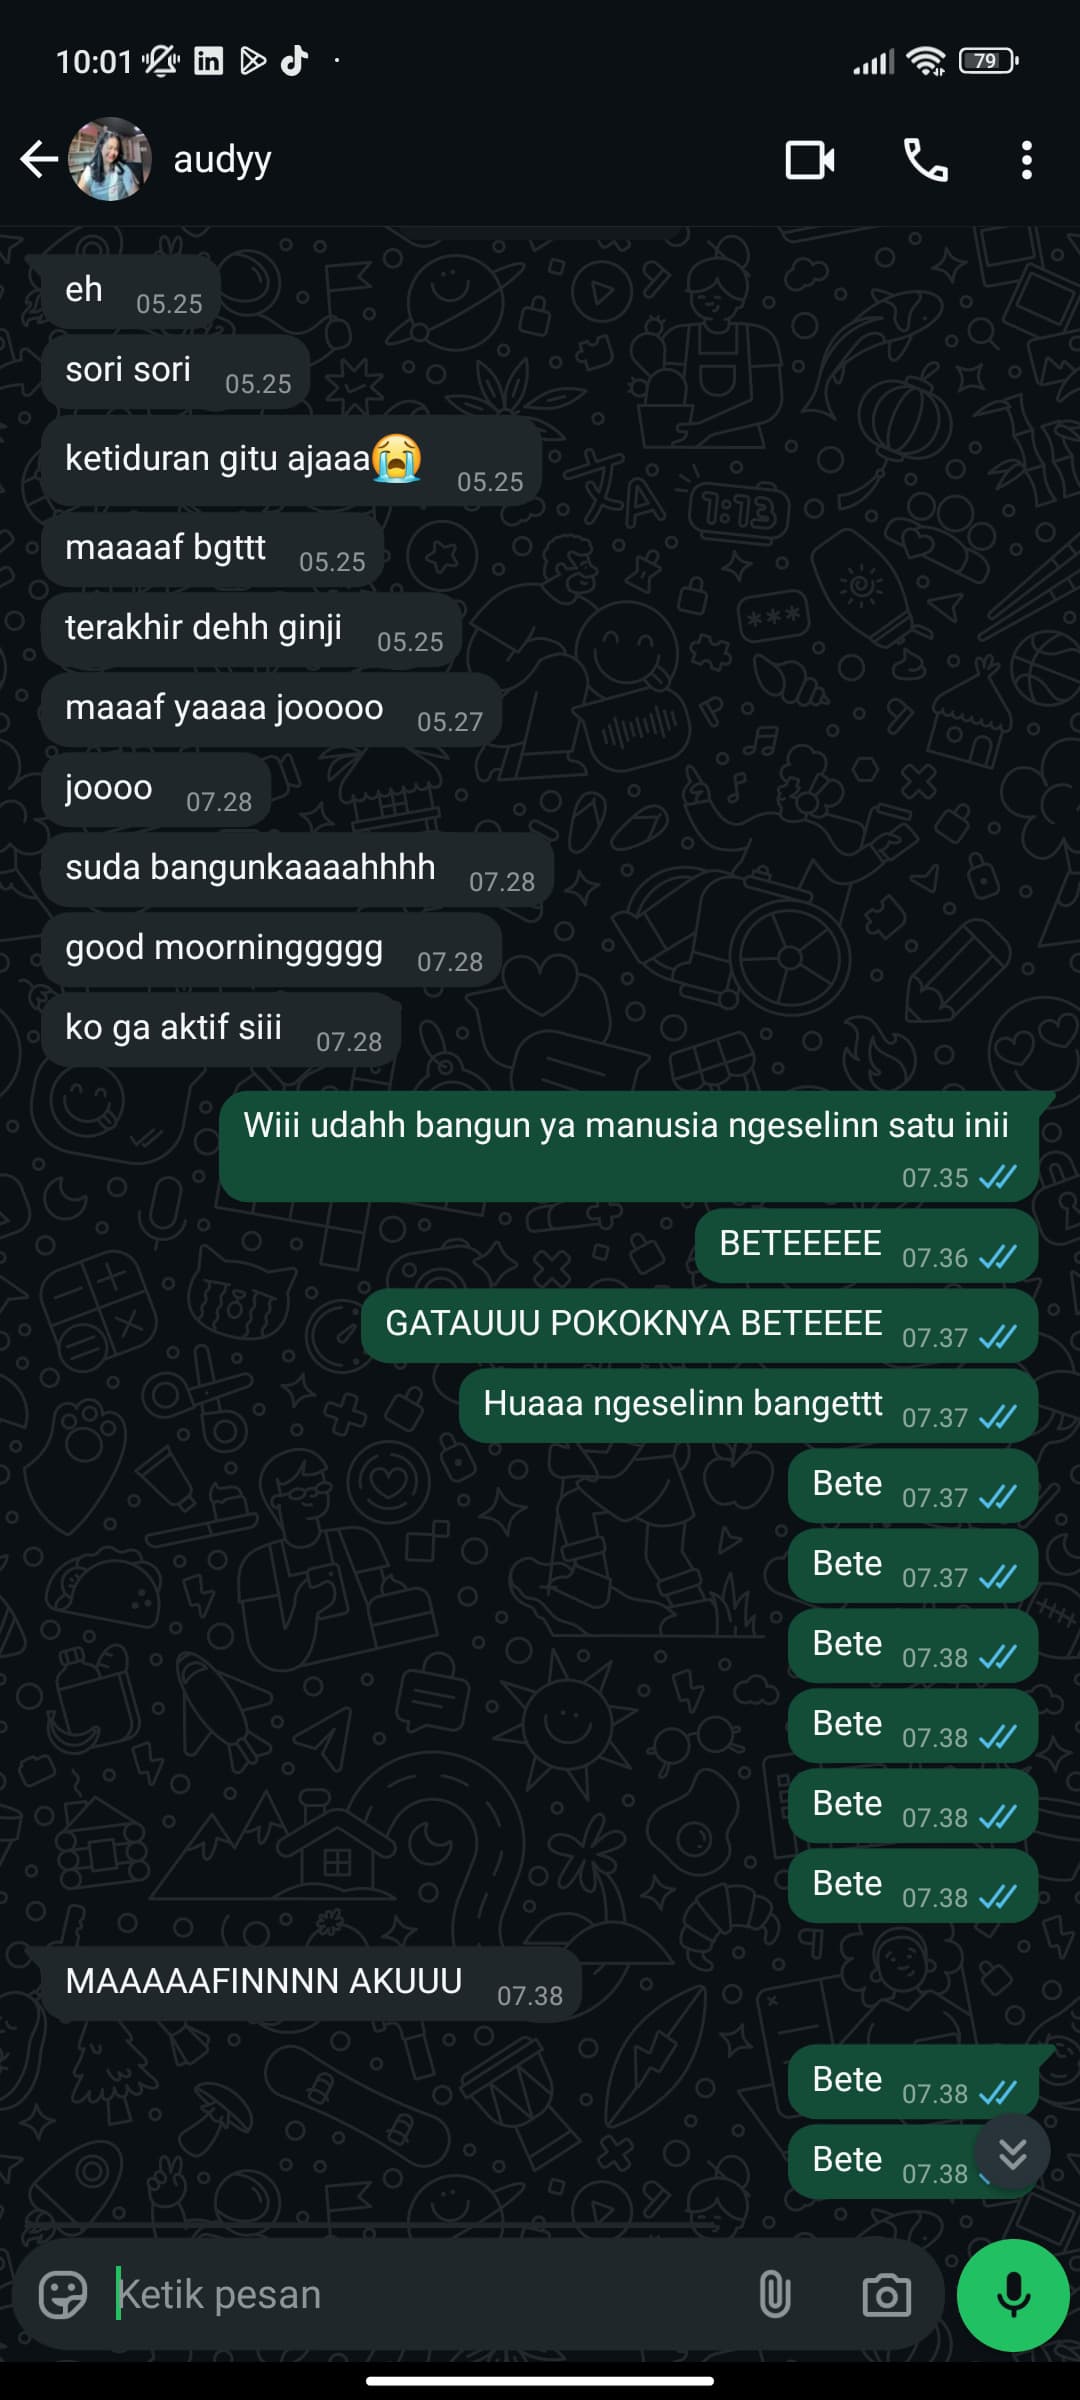 10:01
79
audyy
eh 05.25
sori sori 05.25
ketiduran gitu ajaaa😭 05.25
maaaaf bgttt 05.25
terakhir dehh ginji 05.25
maaaf yaaaa jooooo 05.27
joooo 07.28
suda bangunkaaaahhhh 07.28
good moorninggggg 07.28
ko ga aktif siii 07.28
Wiii udahh bangun ya manusia ngeselinn satu inii
07.35
BETEEEEE 07.36
GATAUUU POKOKNYA BETEEEE 07.37
Huaaa ngeselinn bangettt 07.37
Bete 07.37
Bete 07.37
Bete 07.38
Bete 07.38
Bete 07.38
Bete 07.38
MAAAAAFINNNN AKUUU 07.38
Bete 07.38
Bete 07.38
Ketik pesan